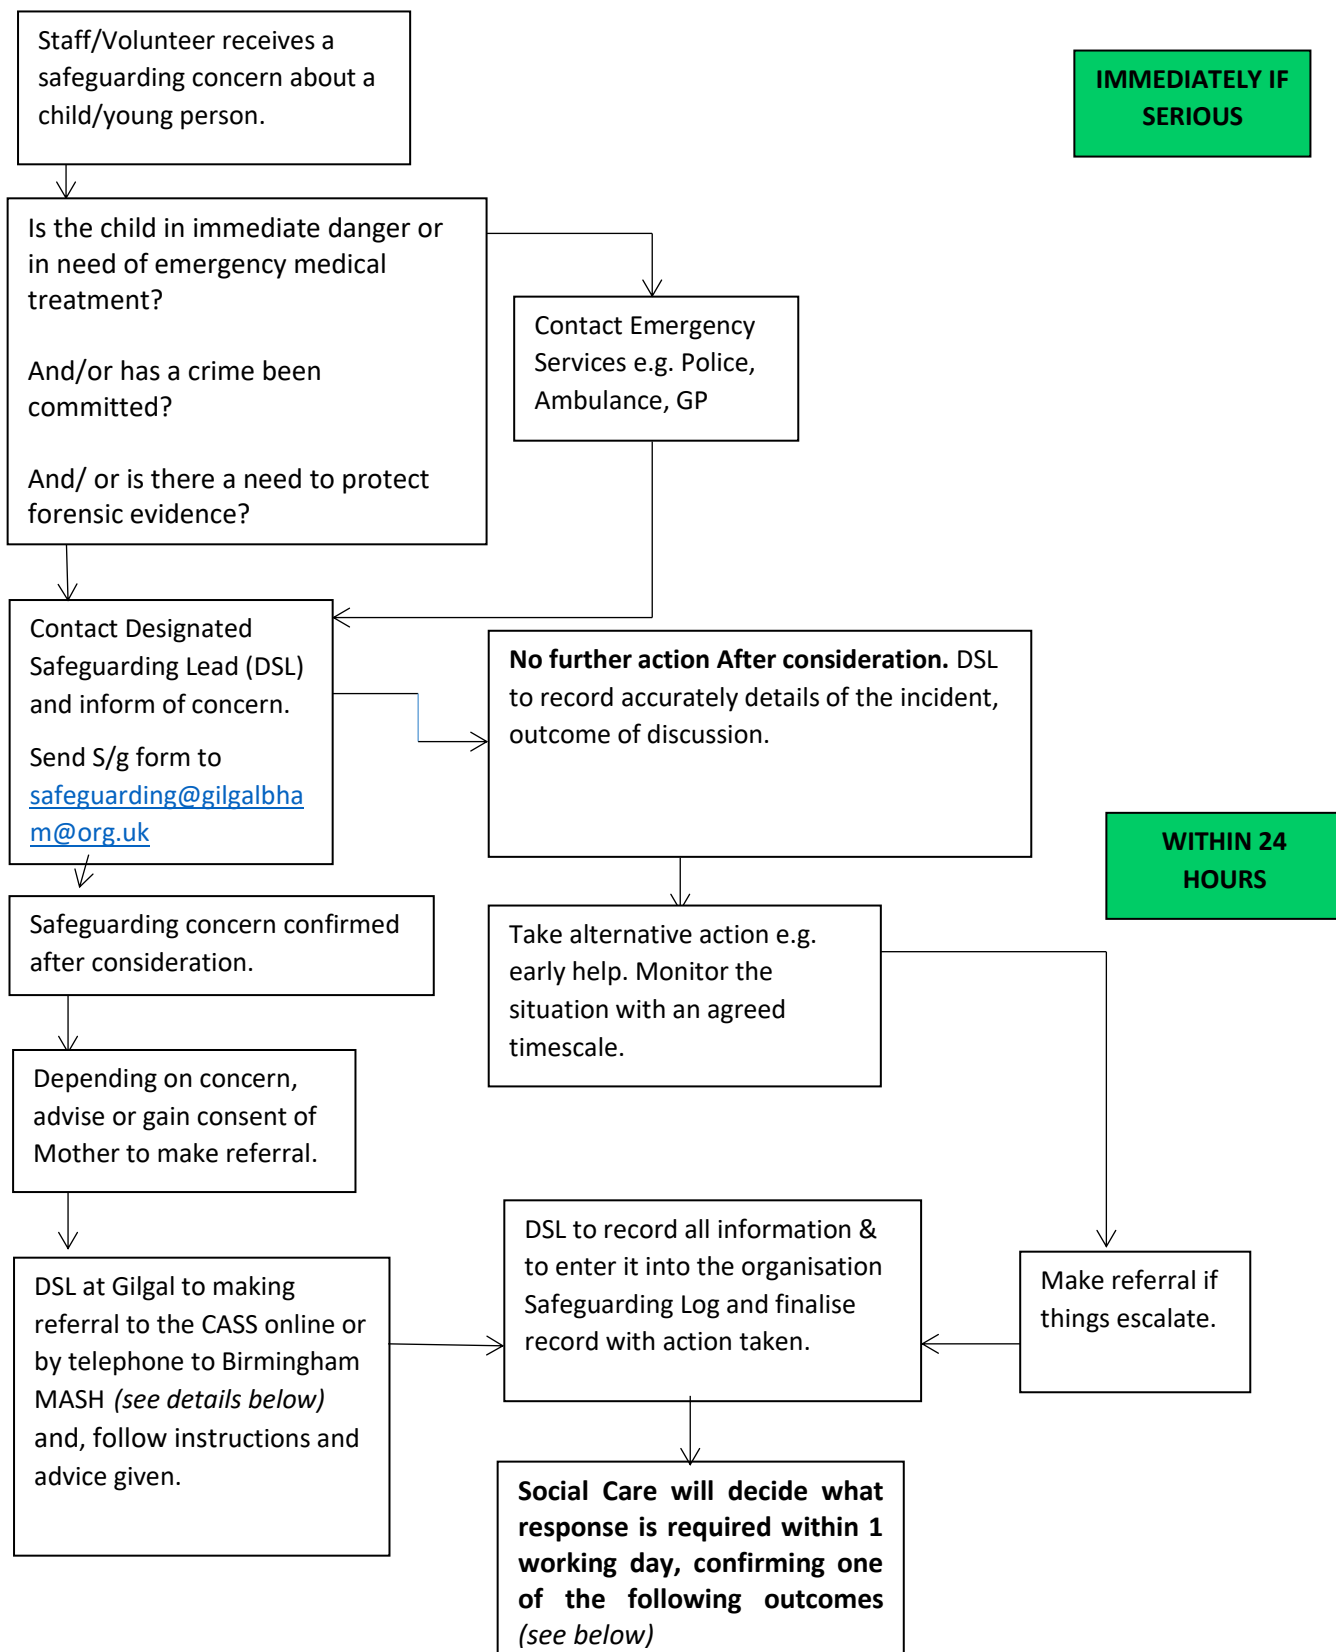 Staff/Volunteer receives a
safeguarding concern about a
child/young person.
IMMEDIATELY IF
SERIOUS
Is the child in immediate danger or
in need of emergency medical
treatment?
And/or has a crime been
committed?
And/ or is there a need to protect
forensic evidence?
Contact Emergency
Services e.g. Police,
Ambulance, GP
Contact Designated
Safeguarding Lead (DSL)
and inform of concern.
Send S/g form to
safeguarding@gilgalbha
m@org.uk
No further action After consideration. DSL
to record accurately details of the incident,
outcome of discussion.
WITHIN 24
HOURS
Safeguarding concern confirmed
after consideration.
Take alternative action e.g.
early help. Monitor the
situation with an agreed
timescale.
Depending on concern,
advise or gain consent of
Mother to make referral.
DSL at Gilgal to making
referral to the CASS online or
by telephone to Birmingham
MASH (see details below)
and, follow instructions and
advice given.
DSL to record all information &
to enter it into the organisation
Safeguarding Log and finalise
record with action taken.
Make referral if
things escalate.
Social Care will decide what
response is required within 1
working day, confirming one
of the following outcomes
(see below)